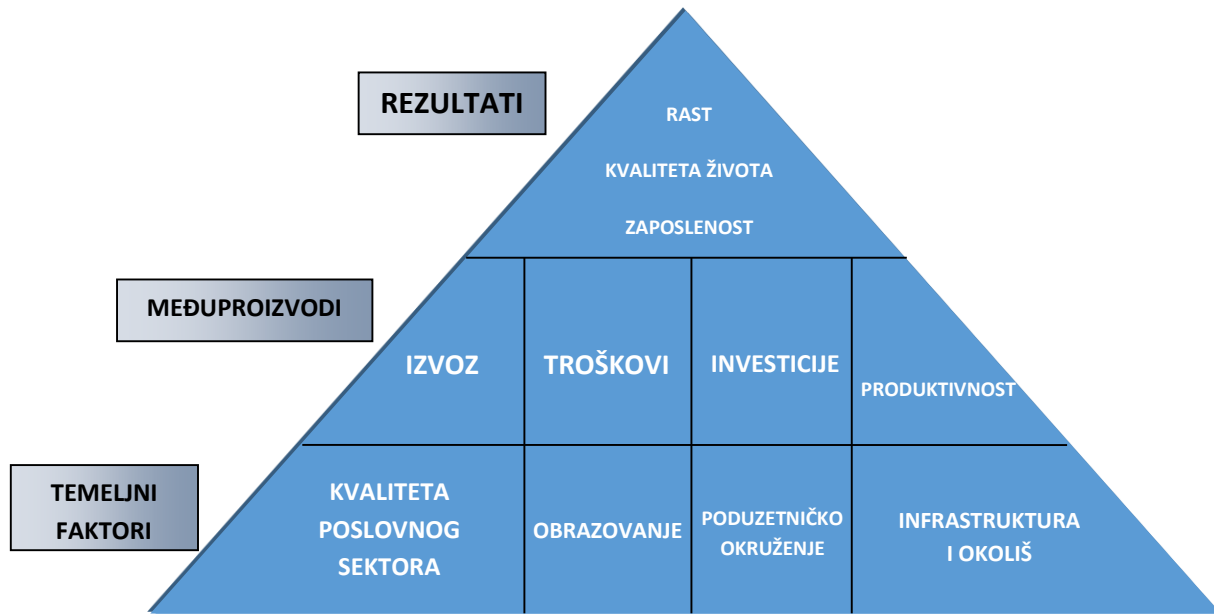 REZULTATI
RAST
KVALITETA ŽIVOTA
ZAPOSLENOST
MEĐUPROIZVODI
IZVOZ
TROŠKOVI
INVESTICIJE
PRODUKTIVNOST
TEMELJNI
FAKTORI
KVALITETA
POSLOVNOG
SEKTORA
OBRAZOVANJE
PODUZETNIČKO
OKRUŽENJE
INFRASTRUKTURA
I OKOLIŠ